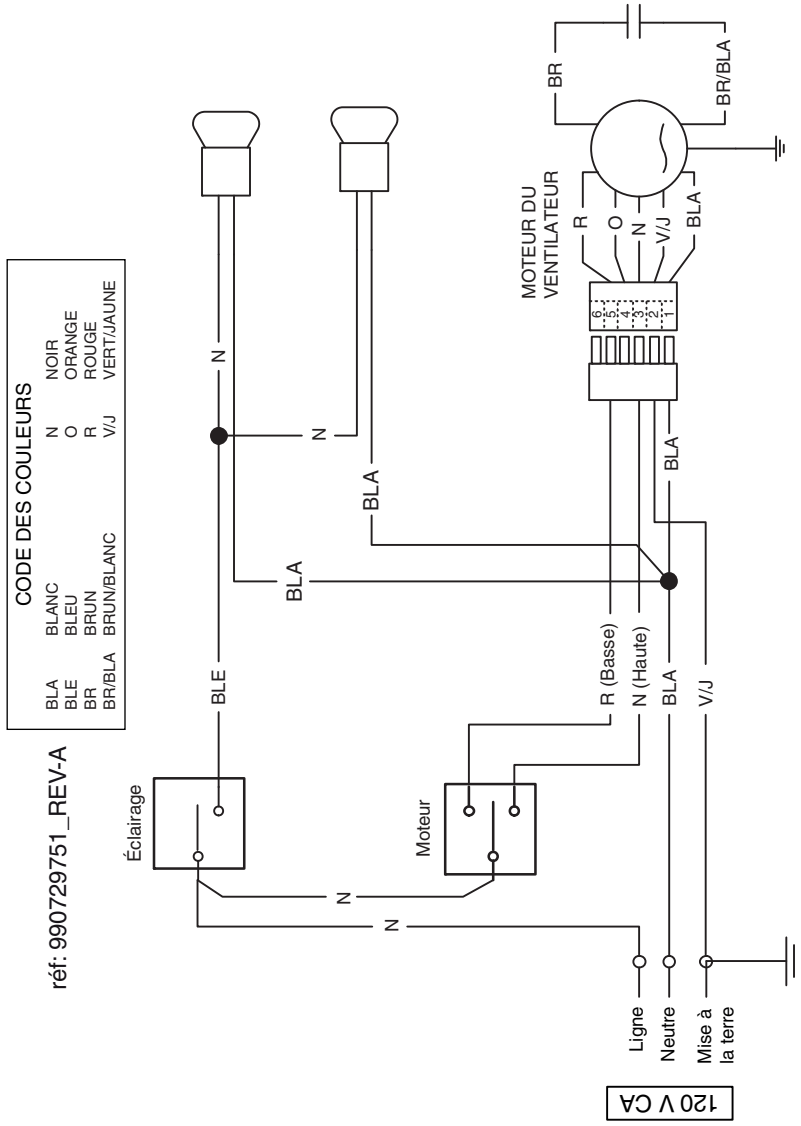 réf: 990729751_REV-A
CODE DES COULEURS
BLA BLANC N NOIR
BLE BLEU O ORANGE
BR BRUN R ROUGE
BR/BLA BRUN/BLANC V/J VERT/JAUNE
Éclairage
BLE
N
N
BLA
BLA
N
N
Moteur
R (Basse)
N (Haute)
BLA
V/J
BLA
6
5
4
3
2
1
MOTEUR DU
VENTILATEUR
R
O
N
V/J
BLA
BR
BR/BLA
120 V CA
Ligne
Neutre
Mise à
la terre